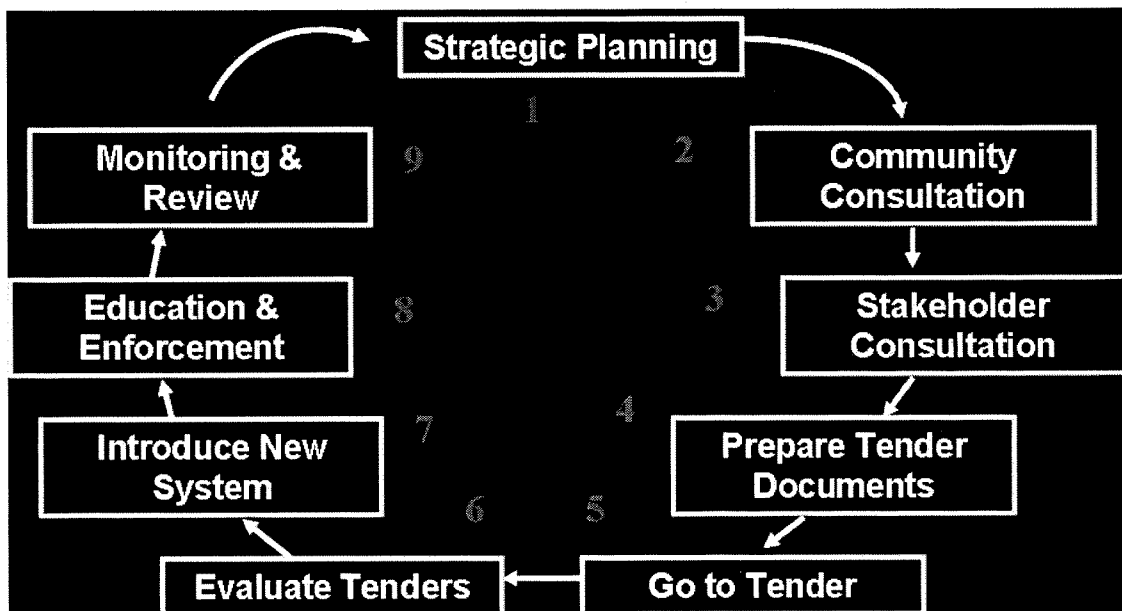 Strategic Planning
1
2
Community
Consultation
3
Stakeholder
Consultation
4
Prepare Tender
Documents
5
Go to Tender
6
Evaluate Tenders
7
Introduce New
System
8
Education &
Enforcement
9
Monitoring &
Review